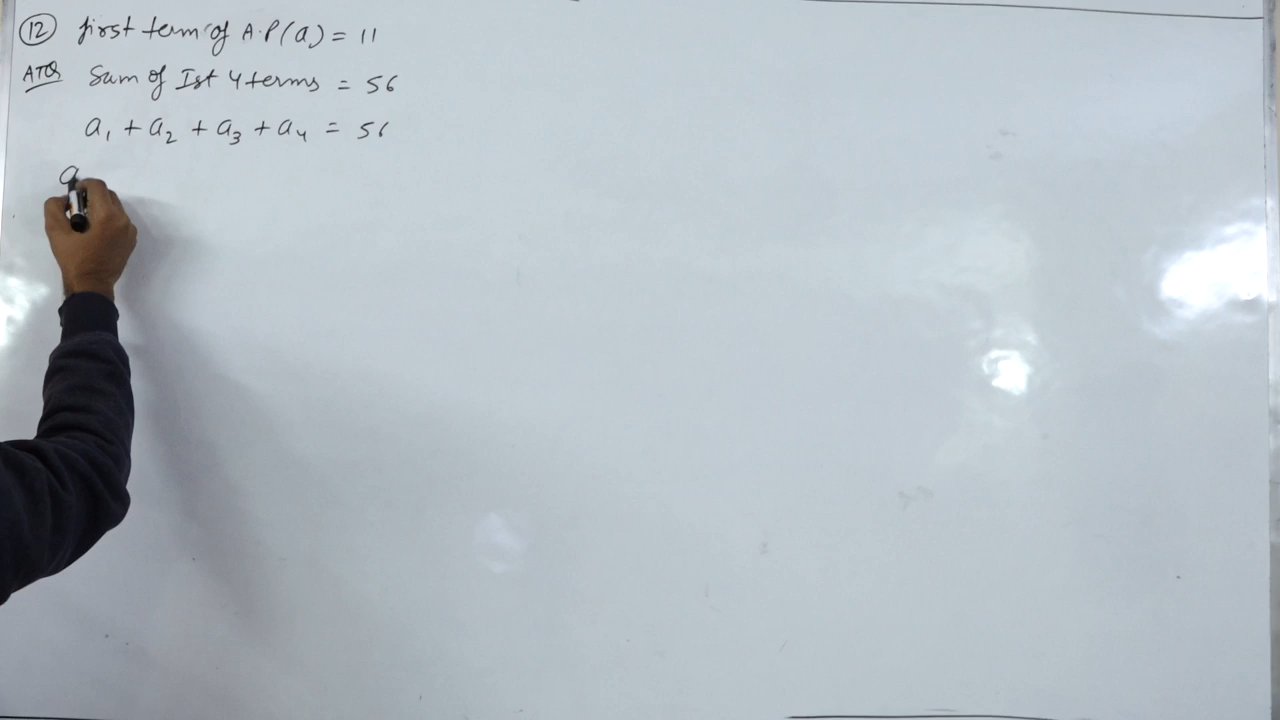 12 first term of A.P(a) = 11
ATQ Sum of Ist 4 terms = 56
a₁ + a₂ + a₃ + a₄ = 56
a